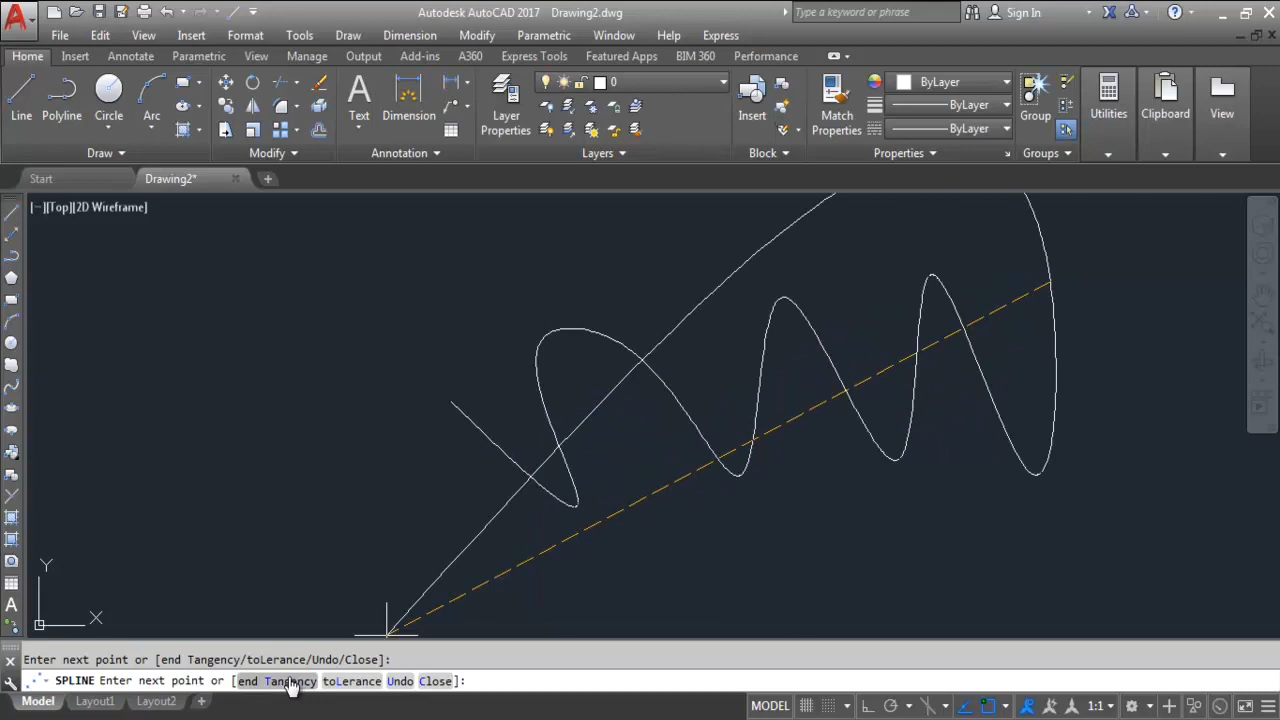 Autodesk AutoCAD 2017 Drawing2.dwg
Type a keyword or phrase
Sign In
File Edit View Insert Format Tools Draw Dimension Modify Parametric Window Help Express
Home Insert Annotate Parametric View Manage Output Add-ins A360 Express Tools Featured Apps BIM 360 Performance
Line Polyline Circle Arc
Text Dimension
Layer Properties
0
Insert
Match Properties
ByLayer
ByLayer
ByLayer
Group
Utilities
Clipboard
View
Draw Modify Annotation Layers Block Properties Groups
Start Drawing2*
[−][Top][2D Wireframe]
Y
X
Enter next point or [end Tangency/toLerance/Undo/Close]:
SPLINE Enter next point or [end Tangency toLerance Undo Close]:
Model Layout1 Layout2
MODEL
1:1